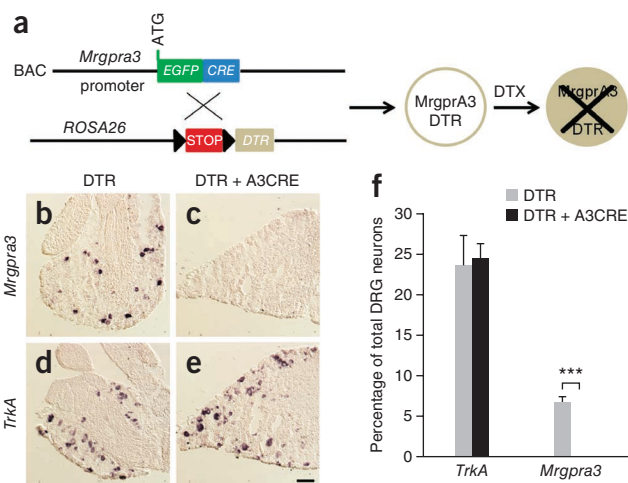 a
ATG
Mrgpra3
BAC
promoter
EGFP CRE
ROSA26
STOP
DTR
MrgprA3
DTR
DTX
MrgprA3
DTR
DTR
DTR + A3CRE
b
c
Mrgpra3
d
e
TrkA
f
DTR
DTR + A3CRE
Percentage of total DRG neurons
30
25
20
15
10
5
0
***
TrkA
Mrgpra3